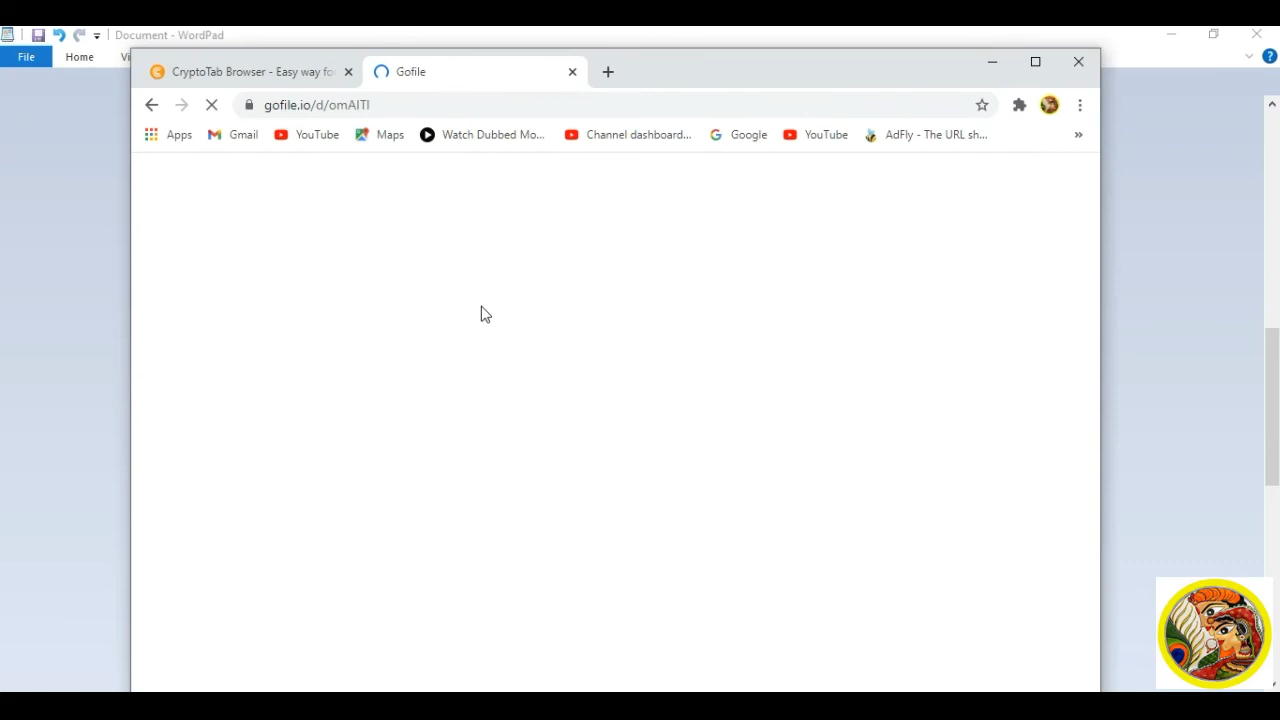 Document - WordPad
File Home Vi
CryptoTab Browser - Easy way fo
Gofile
gofile.io/d/omAITI
Apps Gmail YouTube Maps Watch Dubbed Mo... Channel dashboard... Google YouTube AdFly - The URL sh... »